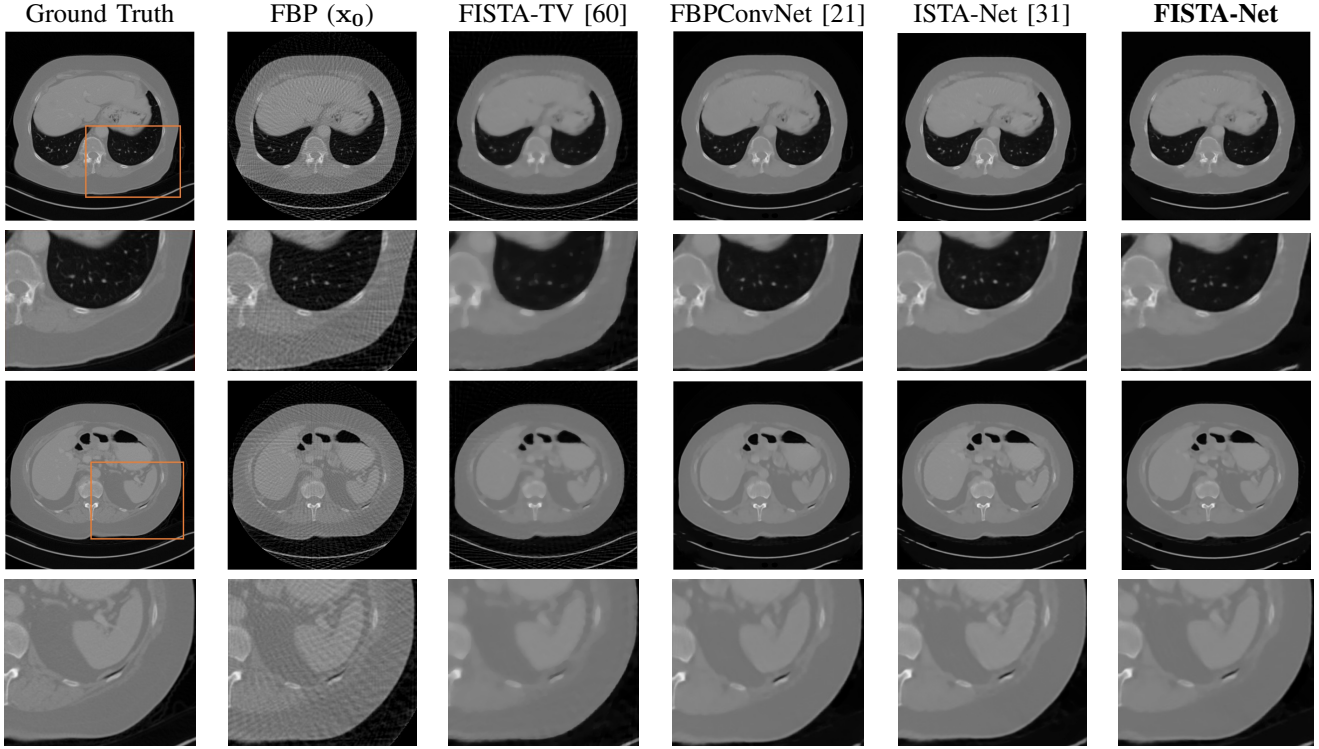 Ground Truth FBP (x₀) FISTA-TV [60] FBPConvNet [21] ISTA-Net [31] FISTA-Net